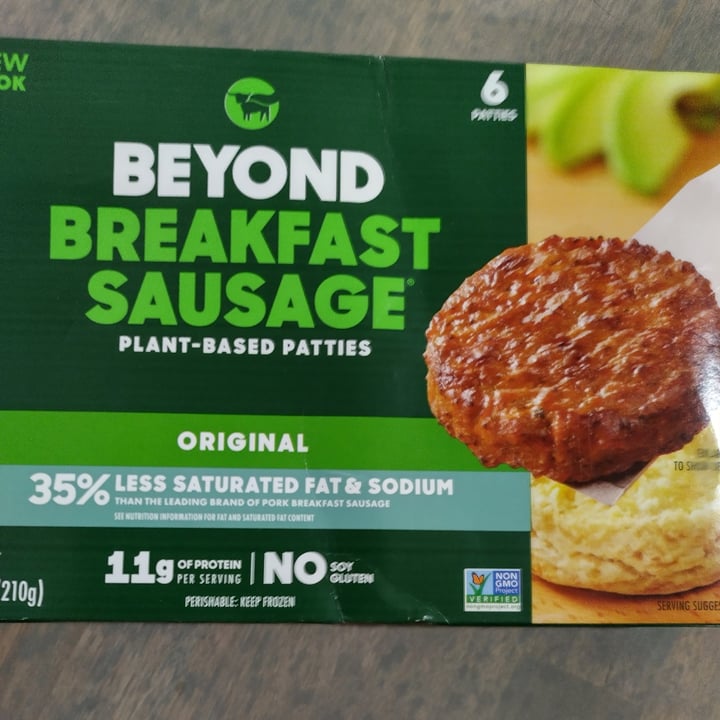 EW
OK
6
PATTIES
BEYOND
BREAKFAST
SAUSAGE®
PLANT-BASED PATTIES
ORIGINAL
35% LESS SATURATED FAT & SODIUM
THAN THE LEADING BRAND OF PORK BREAKFAST SAUSAGE
SEE NUTRITION INFORMATION FOR FAT AND SATURATED FAT CONTENT
11g OF PROTEIN
PER SERVING
NO SOY
GLUTEN
PERISHABLE: KEEP FROZEN
(210g)
NON
GMO
Project
VERIFIED
nongmoproject.org
TO
SERVING SUGGES